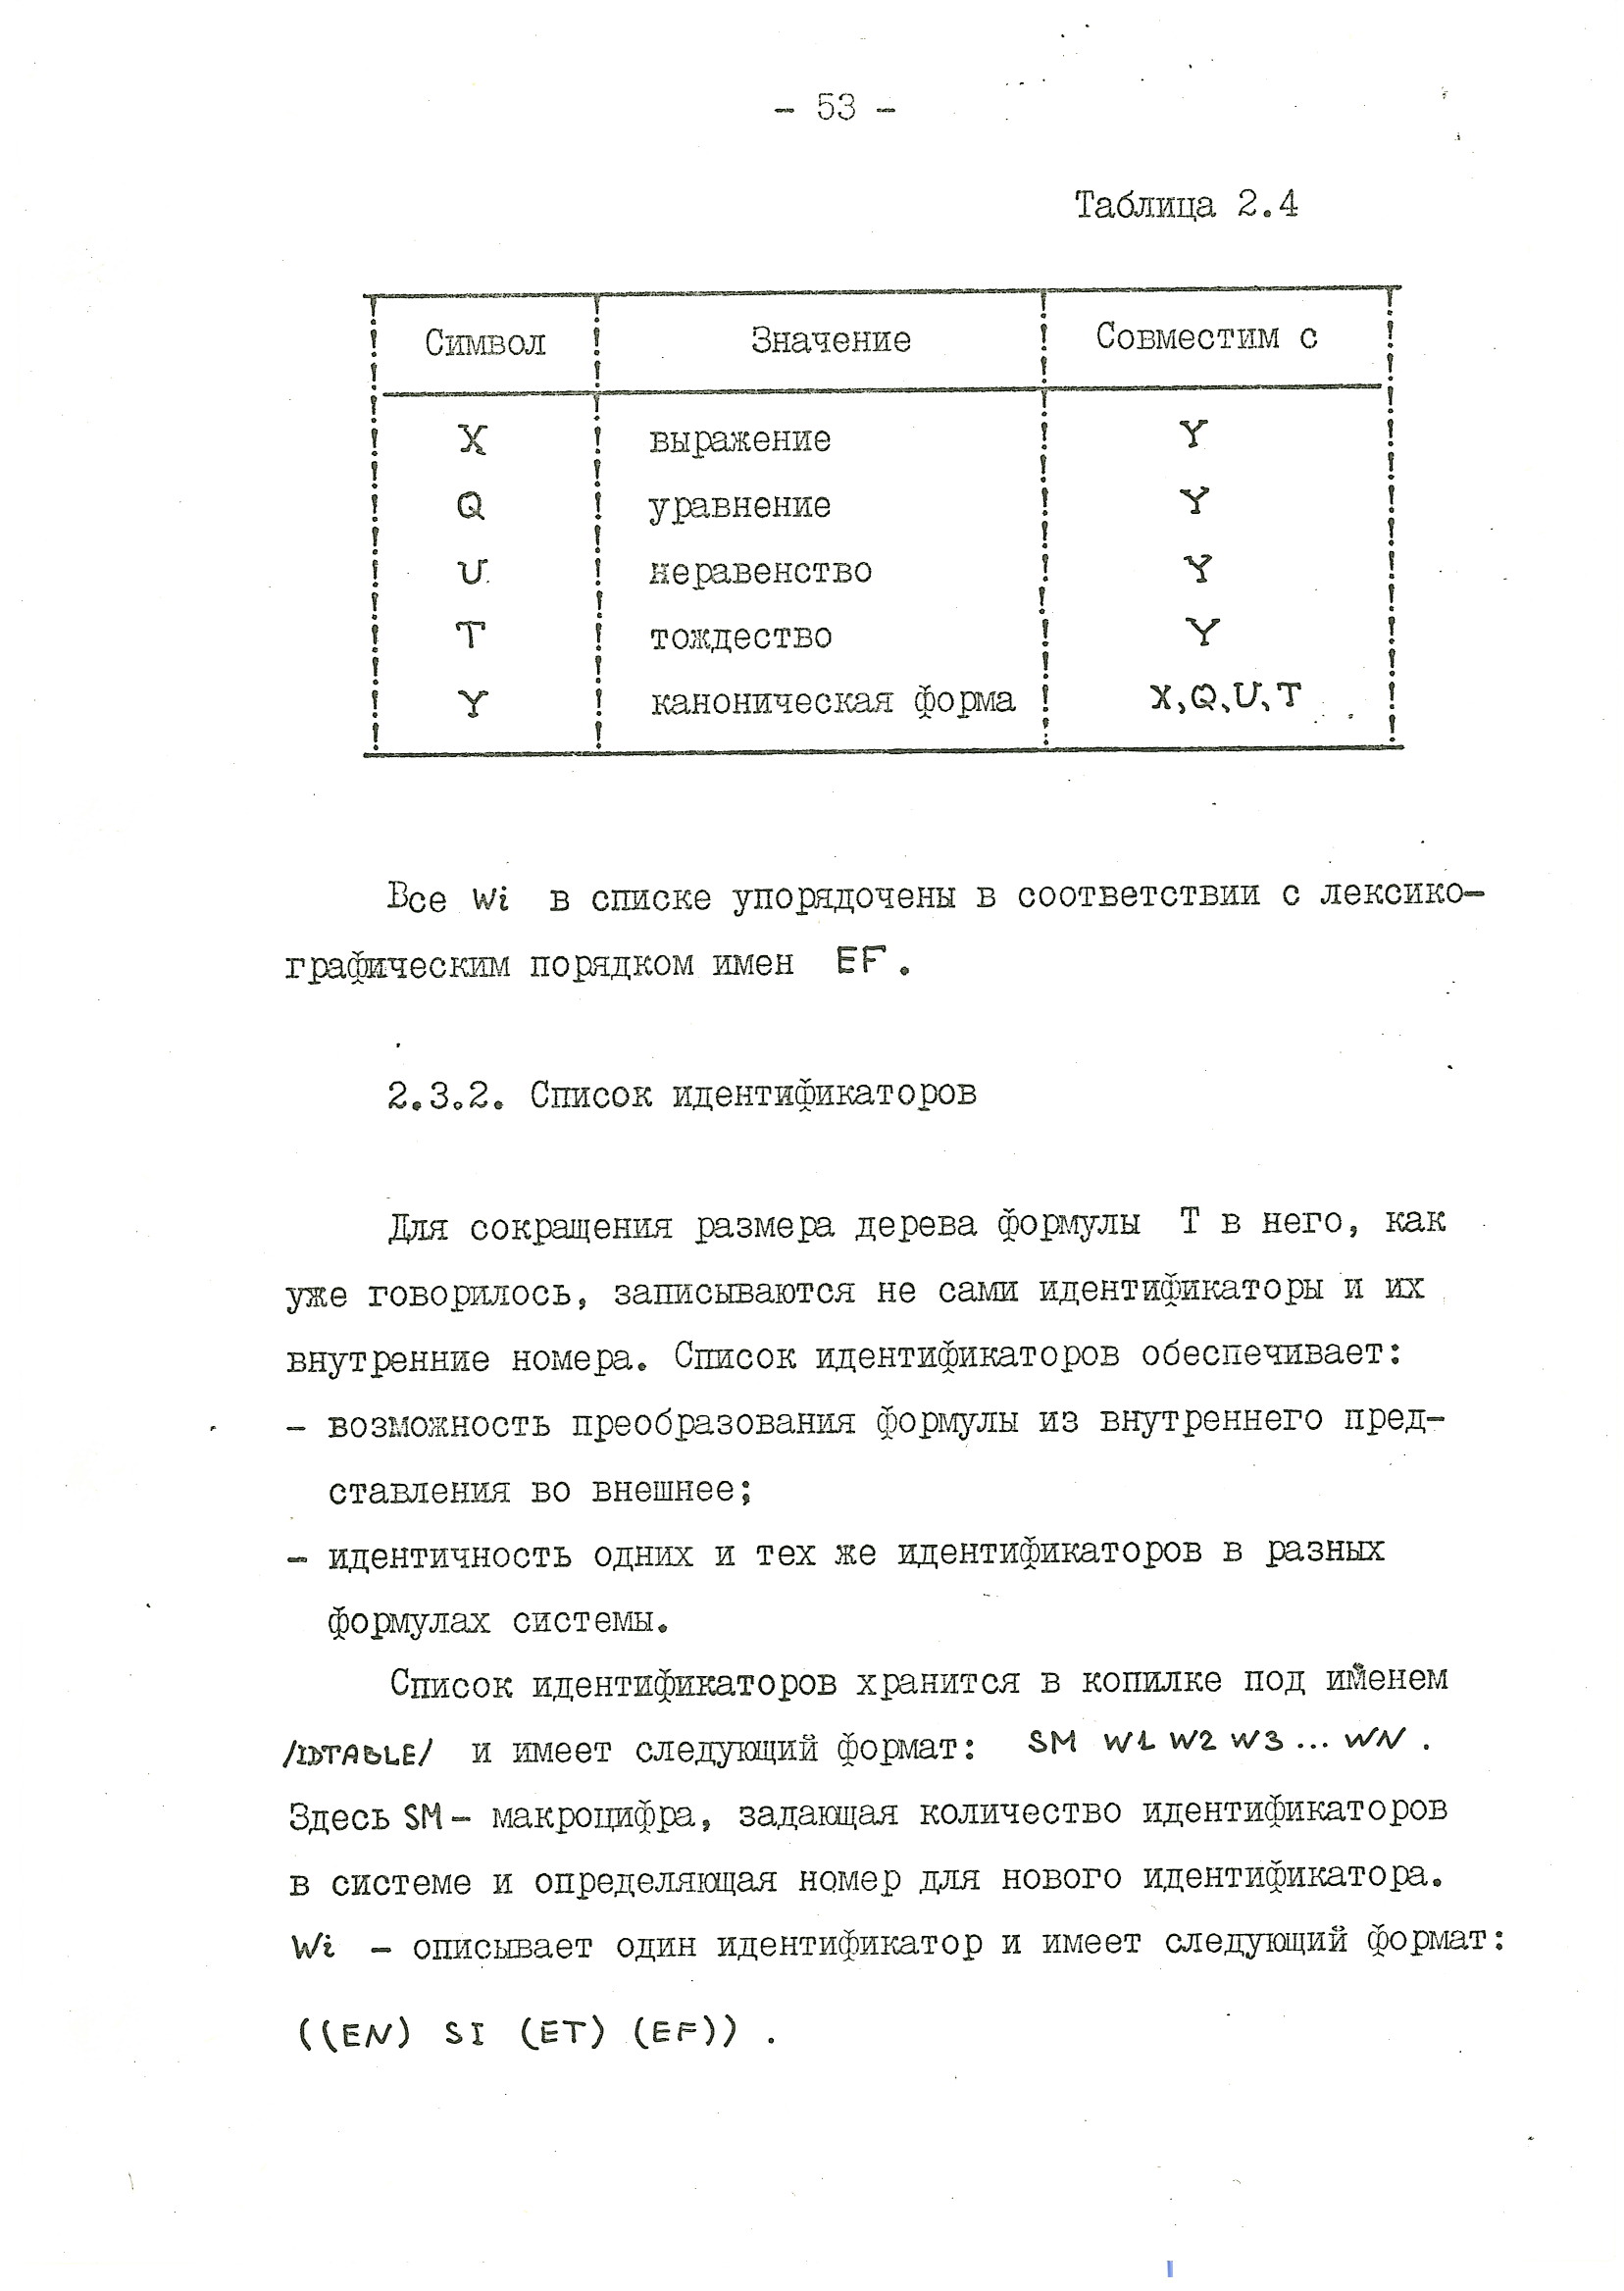 - 53 -
Таблица 2.4
Символ Значение Совместим с
X выражение Y
Q уравнение Y
U неравенство Y
T тождество Y
Y каноническая форма X,Q,U,T
Все Wi в списке упорядочены в соответствии с лексико-
графическим порядком имен EF.
2.3.2. Список идентификаторов
Для сокращения размера дерева формулы T в него, как
уже говорилось, записываются не сами идентификаторы и их
внутренние номера. Список идентификаторов обеспечивает:
- возможность преобразования формулы из внутреннего пред-
ставления во внешнее;
- идентичность одних и тех же идентификаторов в разных
формулах системы.
Список идентификаторов хранится в копилке под именем
/IDTABLE/ и имеет следующий формат: SM W1 W2 W3 ... WN .
Здесь SM - макроцифра, задающая количество идентификаторов
в системе и определяющая номер для нового идентификатора.
Wi - описывает один идентификатор и имеет следующий формат:
((EN) SI (ET) (EF)) .